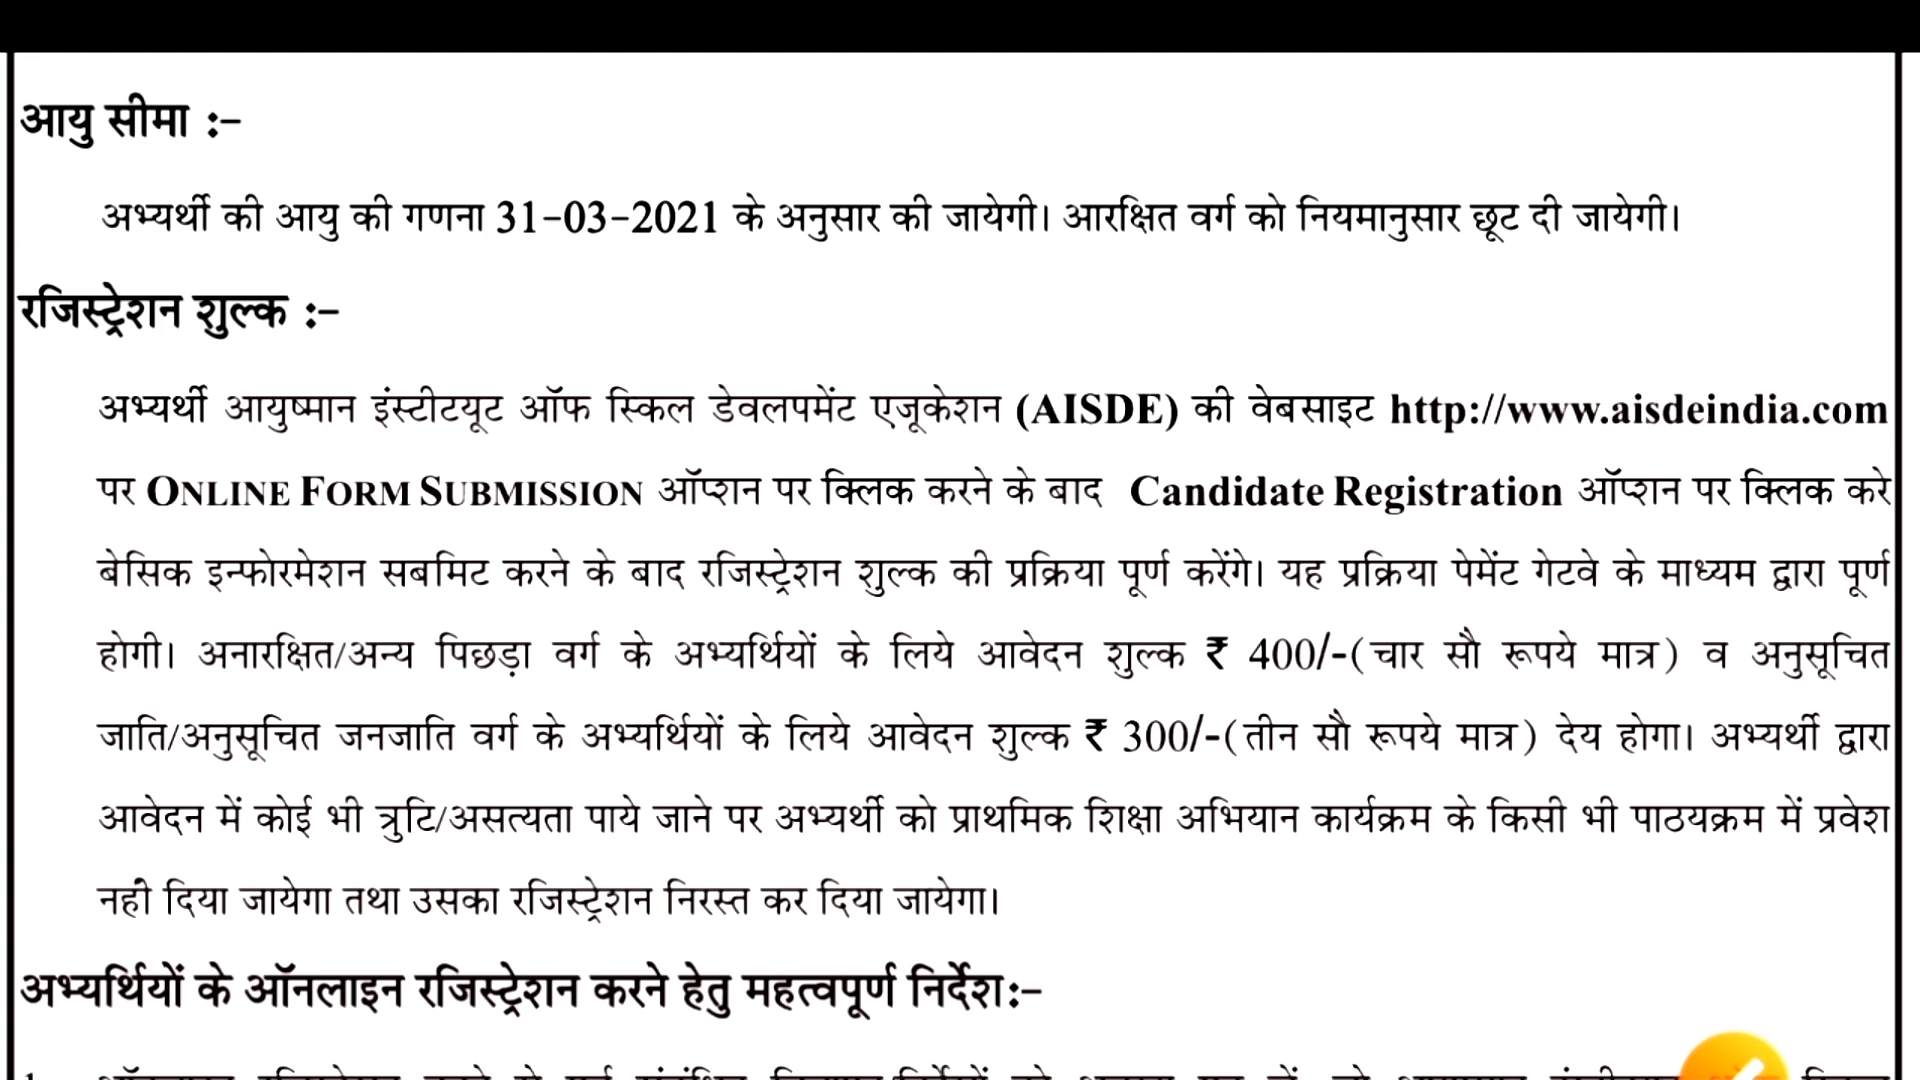 आयु सीमा :-
अभ्यर्थी की आयु की गणना 31-03-2021 के अनुसार की जायेगी। आरक्षित वर्ग को नियमानुसार छूट दी जायेगी।
रजिस्ट्रेशन शुल्क :-
अभ्यर्थी आयुष्मान इंस्टीटयूट ऑफ स्किल डेवलपमेंट एजूकेशन (AISDE) की वेबसाइट http://www.aisdeindia.com
पर ONLINE FORM SUBMISSION ऑप्शन पर क्लिक करने के बाद Candidate Registration ऑप्शन पर क्लिक करे
बेसिक इन्फोरमेशन सबमिट करने के बाद रजिस्ट्रेशन शुल्क की प्रक्रिया पूर्ण करेंगे। यह प्रक्रिया पेमेंट गेटवे के माध्यम द्वारा पूर्ण
होगी। अनारक्षित/अन्य पिछड़ा वर्ग के अभ्यर्थियों के लिये आवेदन शुल्क ₹ 400/-(चार सौ रूपये मात्र) व अनुसूचित
जाति/अनुसूचित जनजाति वर्ग के अभ्यर्थियों के लिये आवेदन शुल्क ₹ 300/-(तीन सौ रूपये मात्र) देय होगा। अभ्यर्थी द्वारा
आवेदन में कोई भी त्रुटि/असत्यता पाये जाने पर अभ्यर्थी को प्राथमिक शिक्षा अभियान कार्यक्रम के किसी भी पाठयक्रम में प्रवेश
नही दिया जायेगा तथा उसका रजिस्ट्रेशन निरस्त कर दिया जायेगा।
अभ्यर्थियों के ऑनलाइन रजिस्ट्रेशन करने हेतु महत्वपूर्ण निर्देश:-